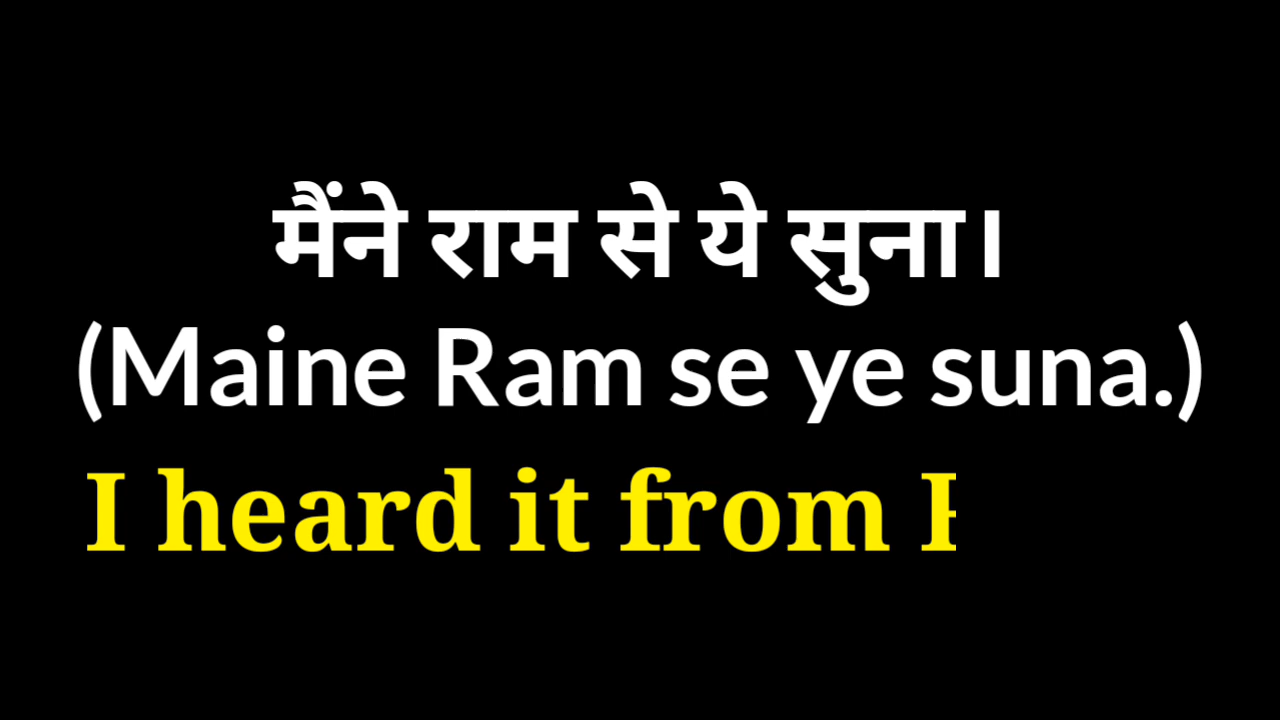 मैंने राम से ये सुना।
(Maine Ram se ye suna.)
I heard it from